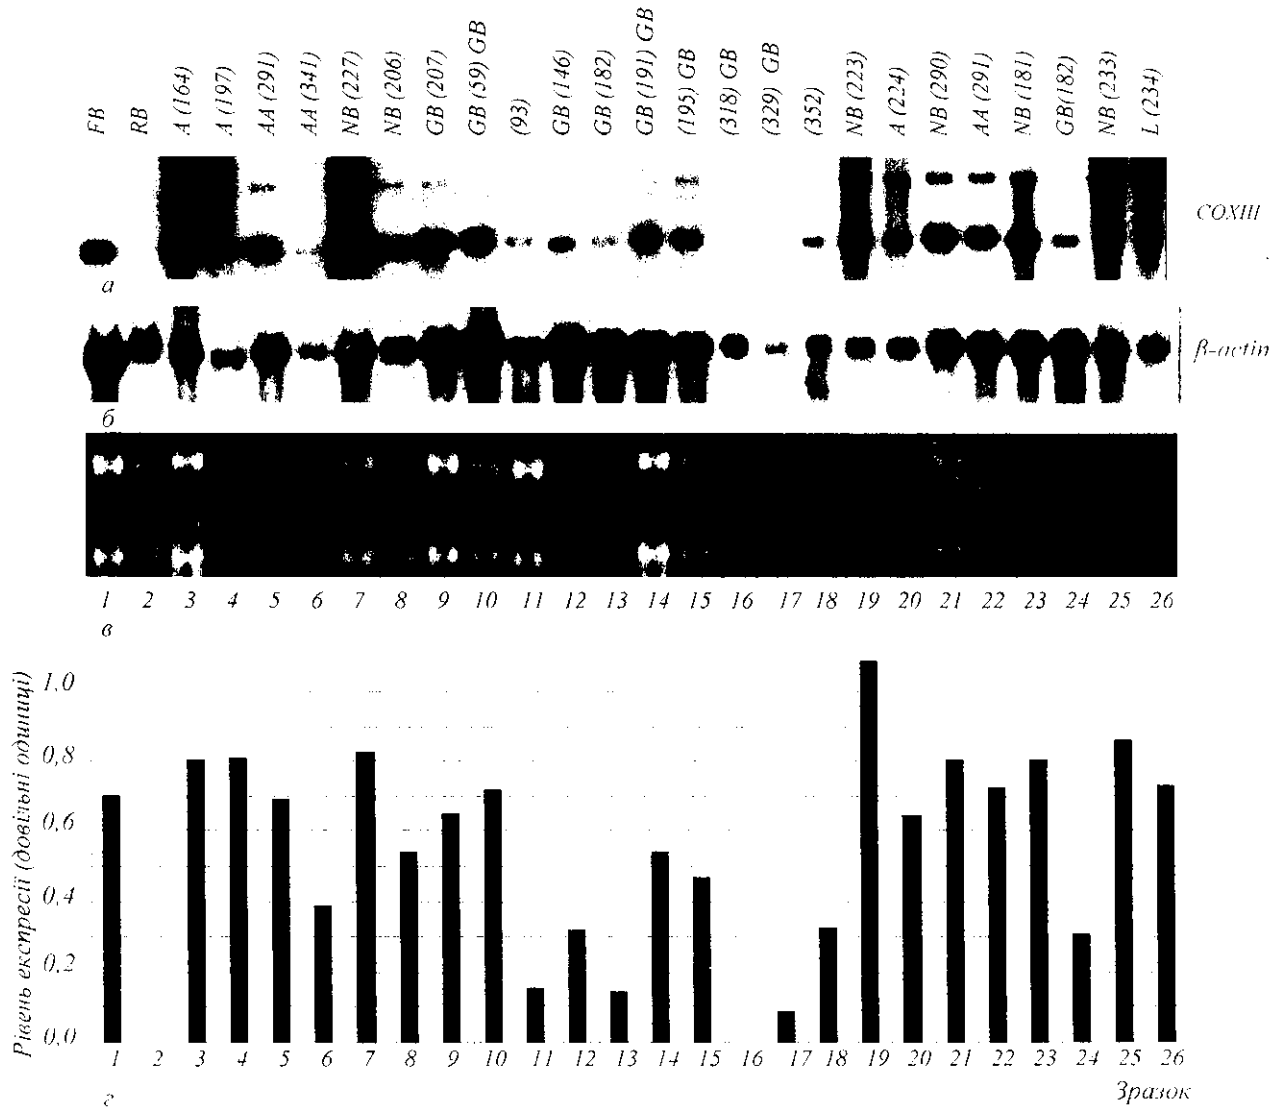 FB RB A (164) A (197) AA (291) AA (341) NB (227) NB (206) GB (207) GB (59) GB (93) GB (146) GB (182) GB (191) GB (195) GB (318) GB (329) GB (352) NB (223) A (224) NB (290) AA (291) NB (181) GB(182) NB (233) L (234)
COXIII
а
β-actin
б
1 2 3 4 5 6 7 8 9 10 11 12 13 14 15 16 17 18 19 20 21 22 23 24 25 26
в
Рівень експресії (довільні одиниці)
1,0
0,8
0,6
0,4
0,2
0,0
1 2 3 4 5 6 7 8 9 10 11 12 13 14 15 16 17 18 19 20 21 22 23 24 25 26
г
Зразок